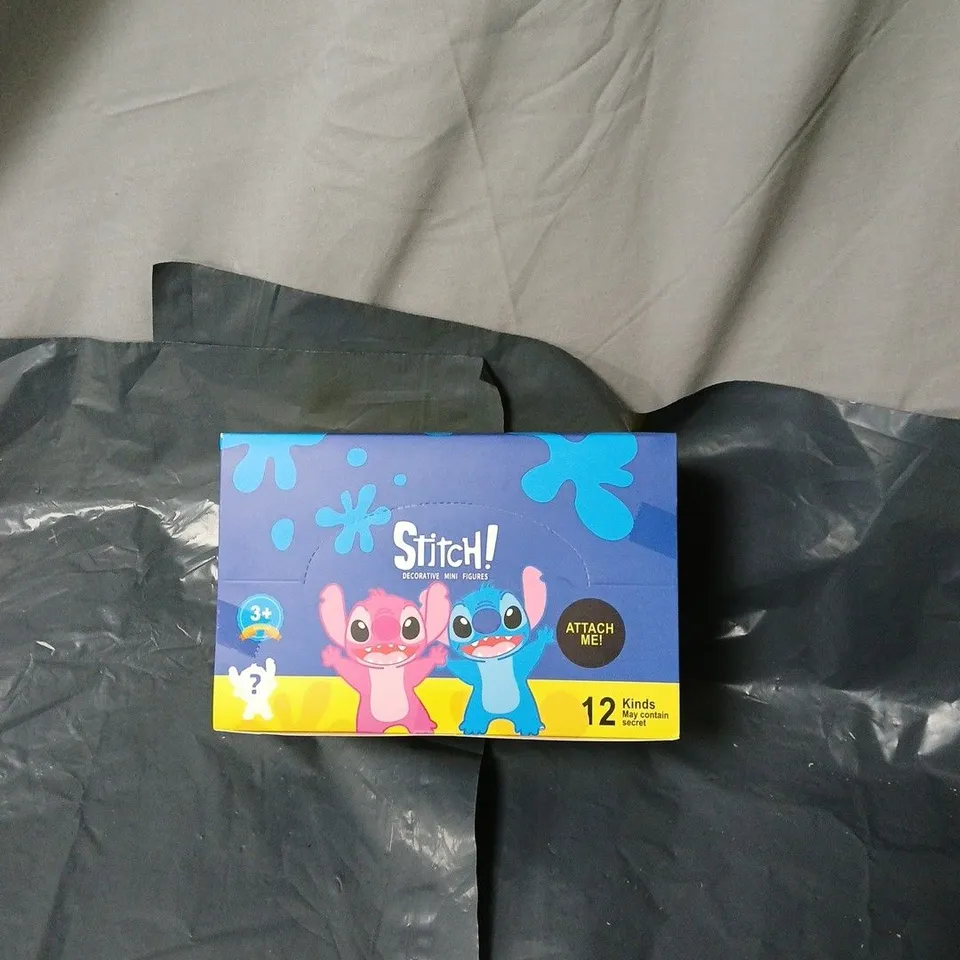 Stitch!
DECORATIVE MINI FIGURES
3+
ATTACH
ME!
?
12 Kinds
May contain
secret